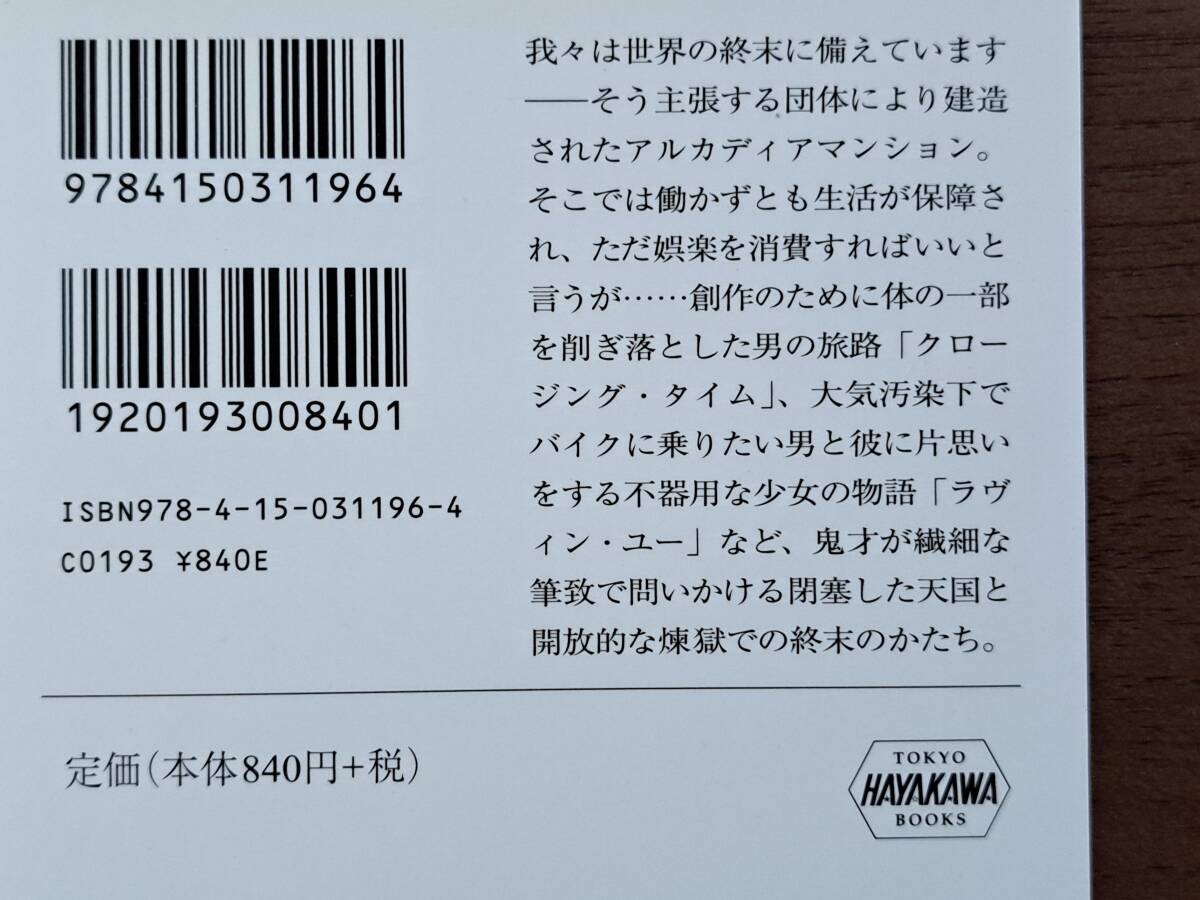 9784150311964
1920193008401
ISBN978-4-15-031196-4
C0193 ¥840E
我々は世界の終末に備えています
――そう主張する団体により建造
されたアルカディアマンション。
そこでは働かずとも生活が保障さ
れ、ただ娯楽を消費すればいいと
言うが……創作のために体の一部
を削ぎ落とした男の旅路「クロー
ジング・タイム」、大気汚染下で
バイクに乗りたい男と彼に片思い
をする不器用な少女の物語「ラヴ
ィン・ユー」など、鬼才が繊細な
筆致で問いかける閉塞した天国と
開放的な煉獄での終末のかたち。
定価(本体840円+税)
TOKYO
HAYAKAWA
BOOKS